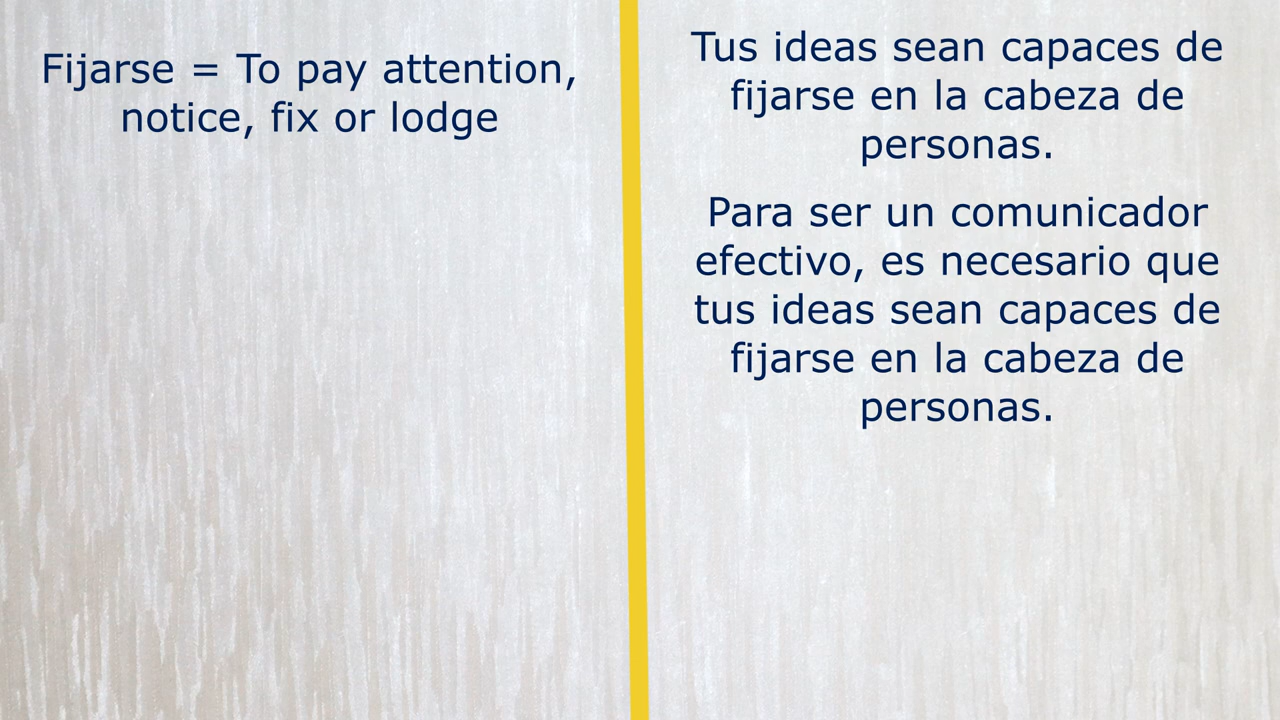 Fijarse = To pay attention,
notice, fix or lodge
Tus ideas sean capaces de
fijarse en la cabeza de
personas.
Para ser un comunicador
efectivo, es necesario que
tus ideas sean capaces de
fijarse en la cabeza de
personas.